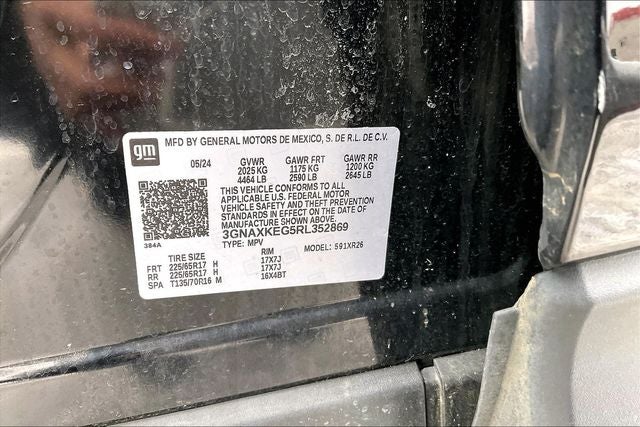 gm
MFD BY GENERAL MOTORS DE MEXICO, S. DE R.L. DE C.V.
05/24 GVWR GAWR FRT GAWR RR
2025 KG 1175 KG 1200 KG
4464 LB 2590 LB 2645 LB
THIS VEHICLE CONFORMS TO ALL
APPLICABLE U.S. FEDERAL MOTOR
VEHICLE SAFETY AND THEFT PREVENTION
STANDARDS IN EFFECT ON THE DATE OF
MANUFACTURE SHOWN ABOVE.
3GNAXKEG5RL352869
384A TYPE: MPV MODEL: 591XR26
TIRE SIZE RIM
FRT 225/65R17 H 17X7J
RR 225/65R17 H 17X7J
SPA T135/70R16 M 16X4BT